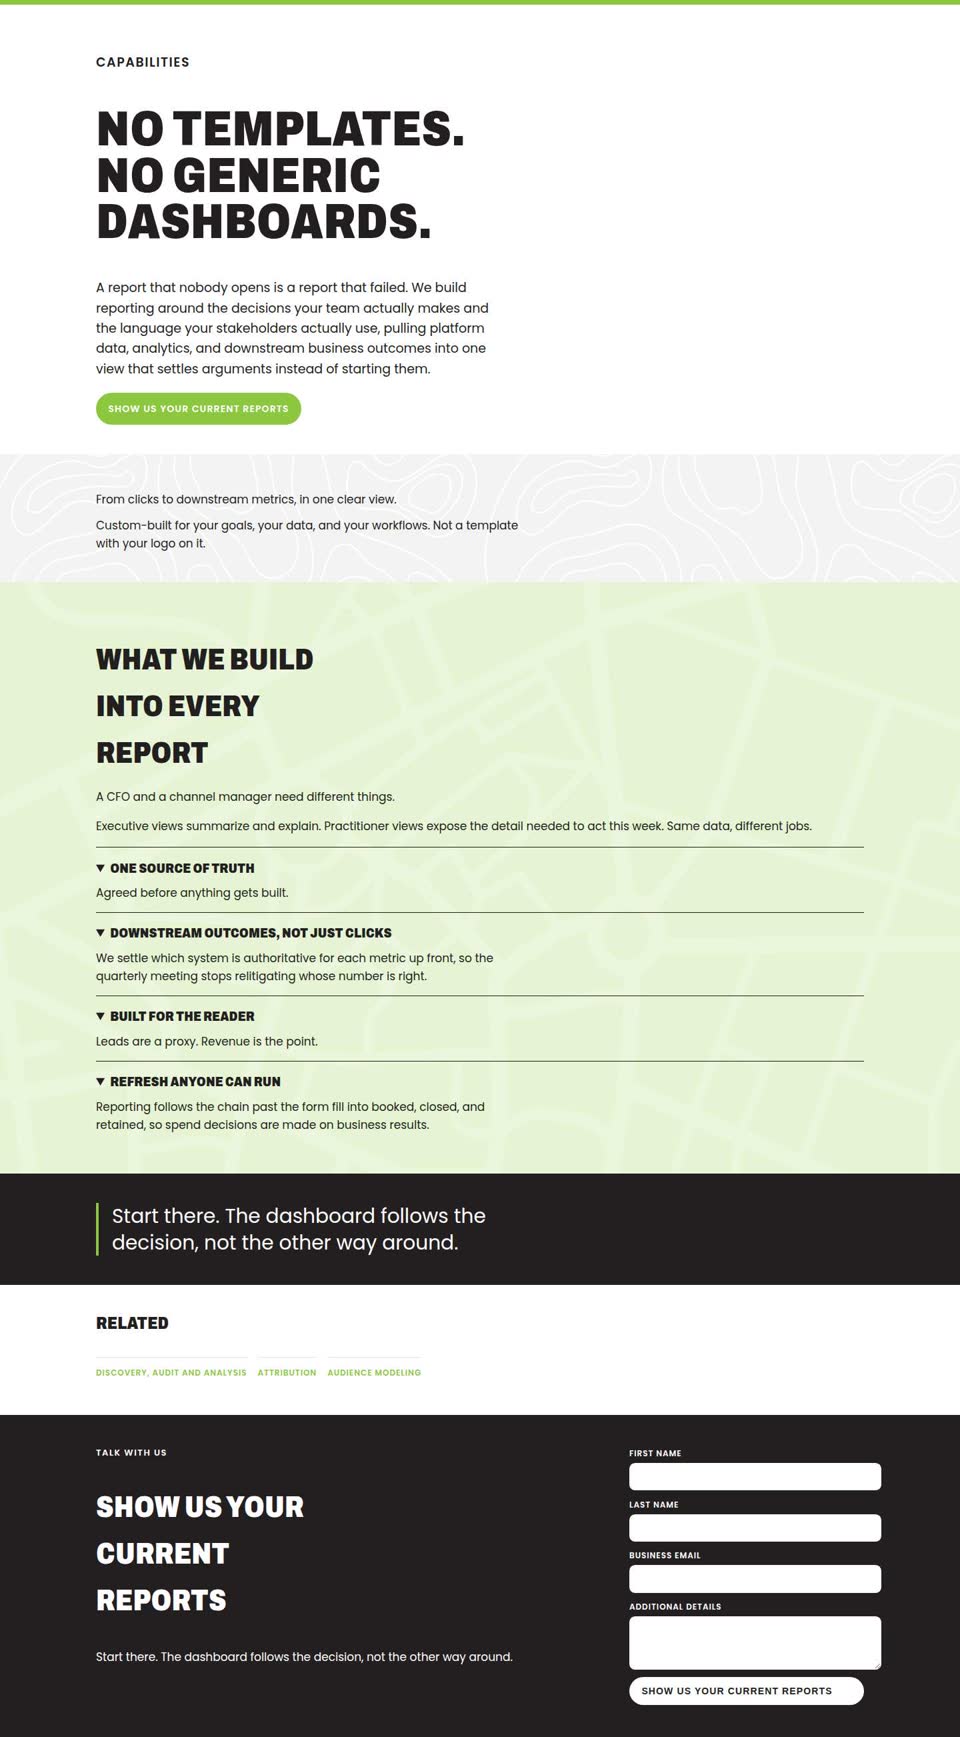 CAPABILITIES
NO TEMPLATES.
NO GENERIC
DASHBOARDS.
A report that nobody opens is a report that failed. We build
reporting around the decisions your team actually makes and
the language your stakeholders actually use, pulling platform
data, analytics, and downstream business outcomes into one
view that settles arguments instead of starting them.
SHOW US YOUR CURRENT REPORTS
From clicks to downstream metrics, in one clear view.
Custom-built for your goals, your data, and your workflows. Not a template
with your logo on it.
WHAT WE BUILD
INTO EVERY
REPORT
A CFO and a channel manager need different things.
Executive views summarize and explain. Practitioner views expose the detail needed to act this week. Same data, different jobs.
ONE SOURCE OF TRUTH
Agreed before anything gets built.
DOWNSTREAM OUTCOMES, NOT JUST CLICKS
We settle which system is authoritative for each metric up front, so the
quarterly meeting stops relitigating whose number is right.
BUILT FOR THE READER
Leads are a proxy. Revenue is the point.
REFRESH ANYONE CAN RUN
Reporting follows the chain past the form fill into booked, closed, and
retained, so spend decisions are made on business results.
Start there. The dashboard follows the
decision, not the other way around.
RELATED
DISCOVERY, AUDIT AND ANALYSIS ATTRIBUTION AUDIENCE MODELING
TALK WITH US
SHOW US YOUR
CURRENT
REPORTS
Start there. The dashboard follows the decision, not the other way around.
FIRST NAME
LAST NAME
BUSINESS EMAIL
ADDITIONAL DETAILS
SHOW US YOUR CURRENT REPORTS